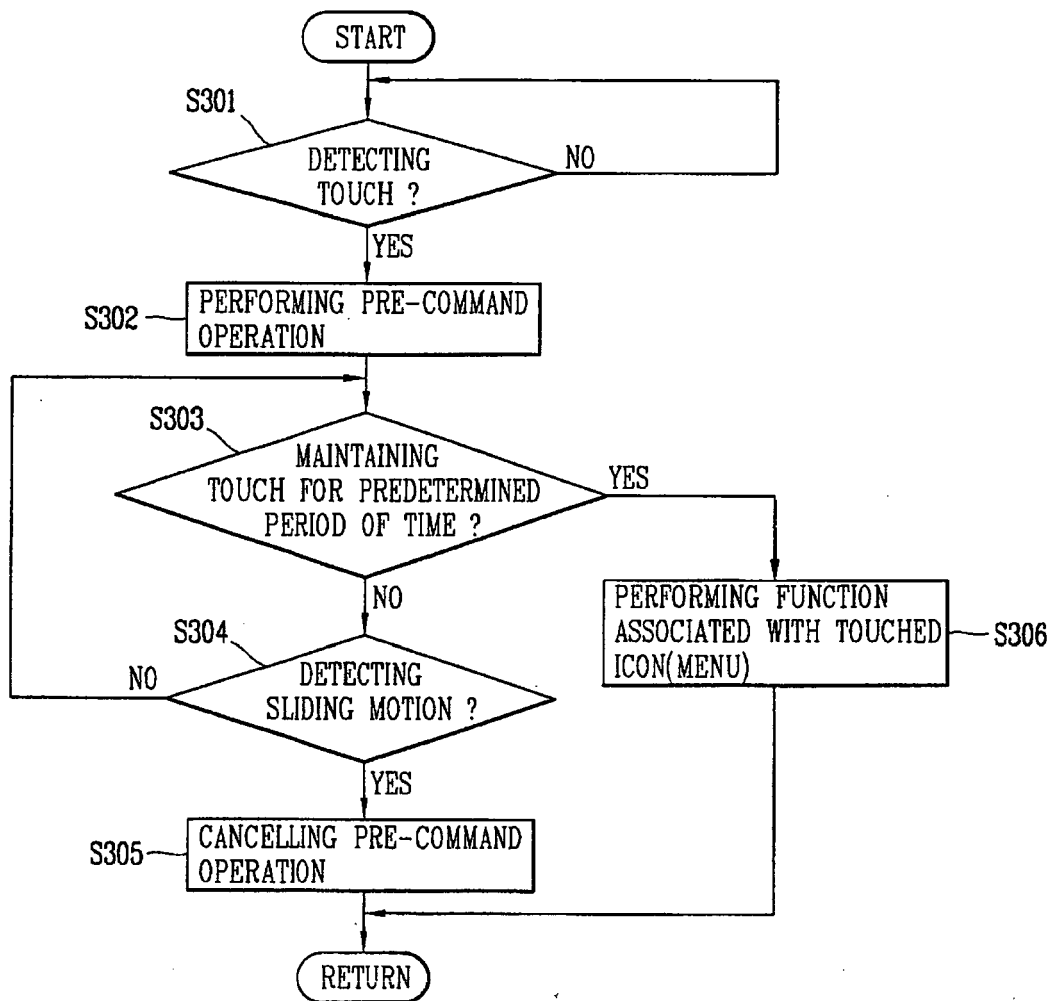 START
S301
DETECTING
TOUCH ?
NO
YES
S302
PERFORMING PRE-COMMAND
OPERATION
S303
MAINTAINING
TOUCH FOR PREDETERMINED
PERIOD OF TIME ?
YES
NO
PERFORMING FUNCTION
ASSOCIATED WITH TOUCHED
ICON(MENU)
S306
S304
NO
DETECTING
SLIDING MOTION ?
YES
S305
CANCELLING PRE-COMMAND
OPERATION
RETURN